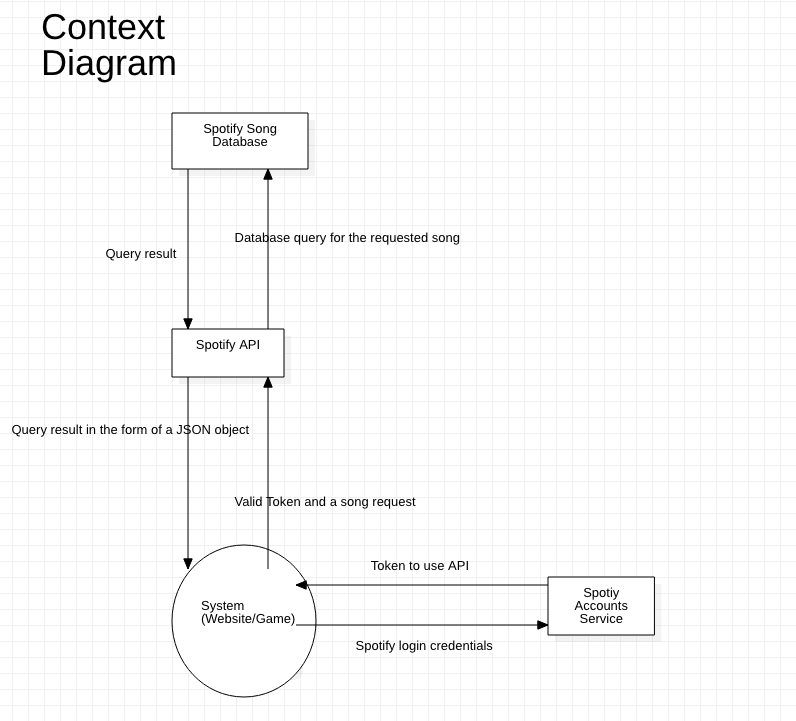 Context
Diagram
Spotify Song
Database
Database query for the requested song
Query result
Spotify API
Query result in the form of a JSON object
Valid Token and a song request
Token to use API
Spotiy
Accounts
Service
System
(Website/Game)
Spotify login credentials